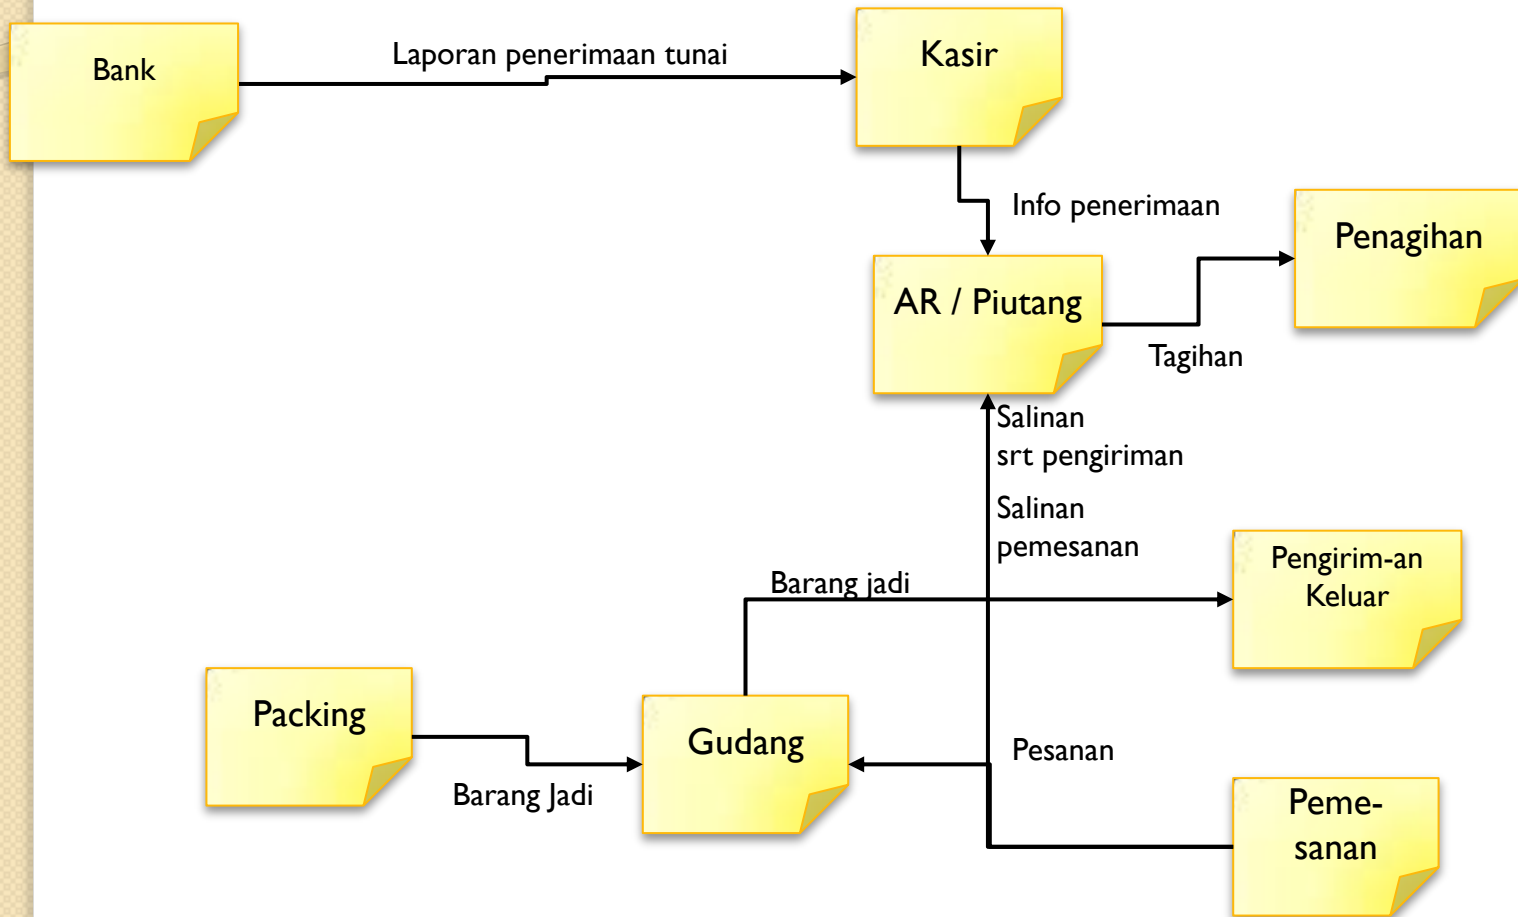 Bank
Laporan penerimaan tunai
Kasir
Info penerimaan
Penagihan
AR / Piutang
Tagihan
Salinan
srt pengiriman
Salinan
pemesanan
Barang jadi
Pengirim-an
Keluar
Packing
Gudang
Barang Jadi
Pesanan
Peme-
sanan